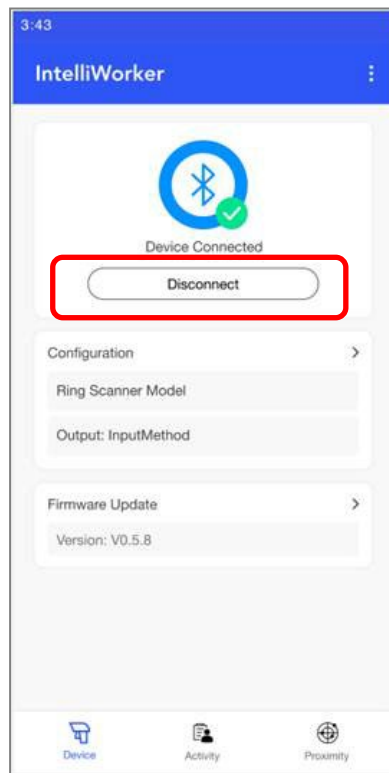 3:43
IntelliWorker
Device Connected
Disconnect
Configuration
Ring Scanner Model
Output: InputMethod
Firmware Update
Version: V0.5.8
Device Activity Proximity